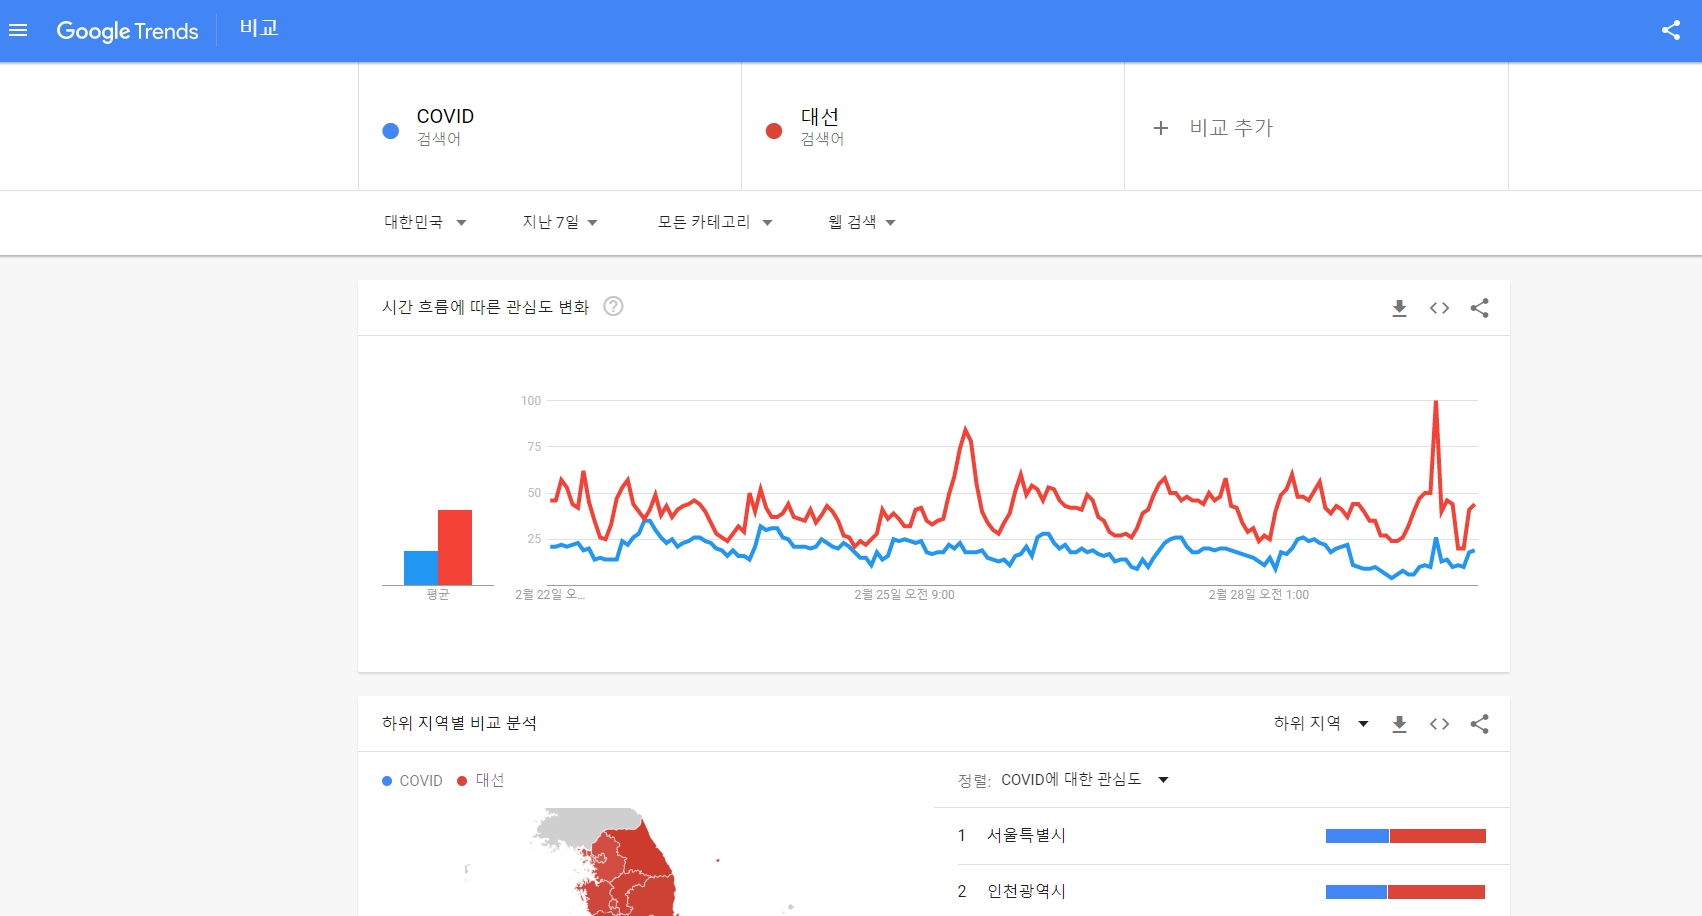 Google Trends 비교
COVID
검색어
대선
검색어
+ 비교 추가
대한민국 지난 7일 모든 카테고리 웹 검색
시간 흐름에 따른 관심도 변화 ?
100
75
50
25
평균
2월 22일 오... 2월 25일 오전 9:00 2월 28일 오전 1:00
하위 지역별 비교 분석 하위 지역
COVID 대선
정렬: COVID에 대한 관심도
1 서울특별시
2 인천광역시